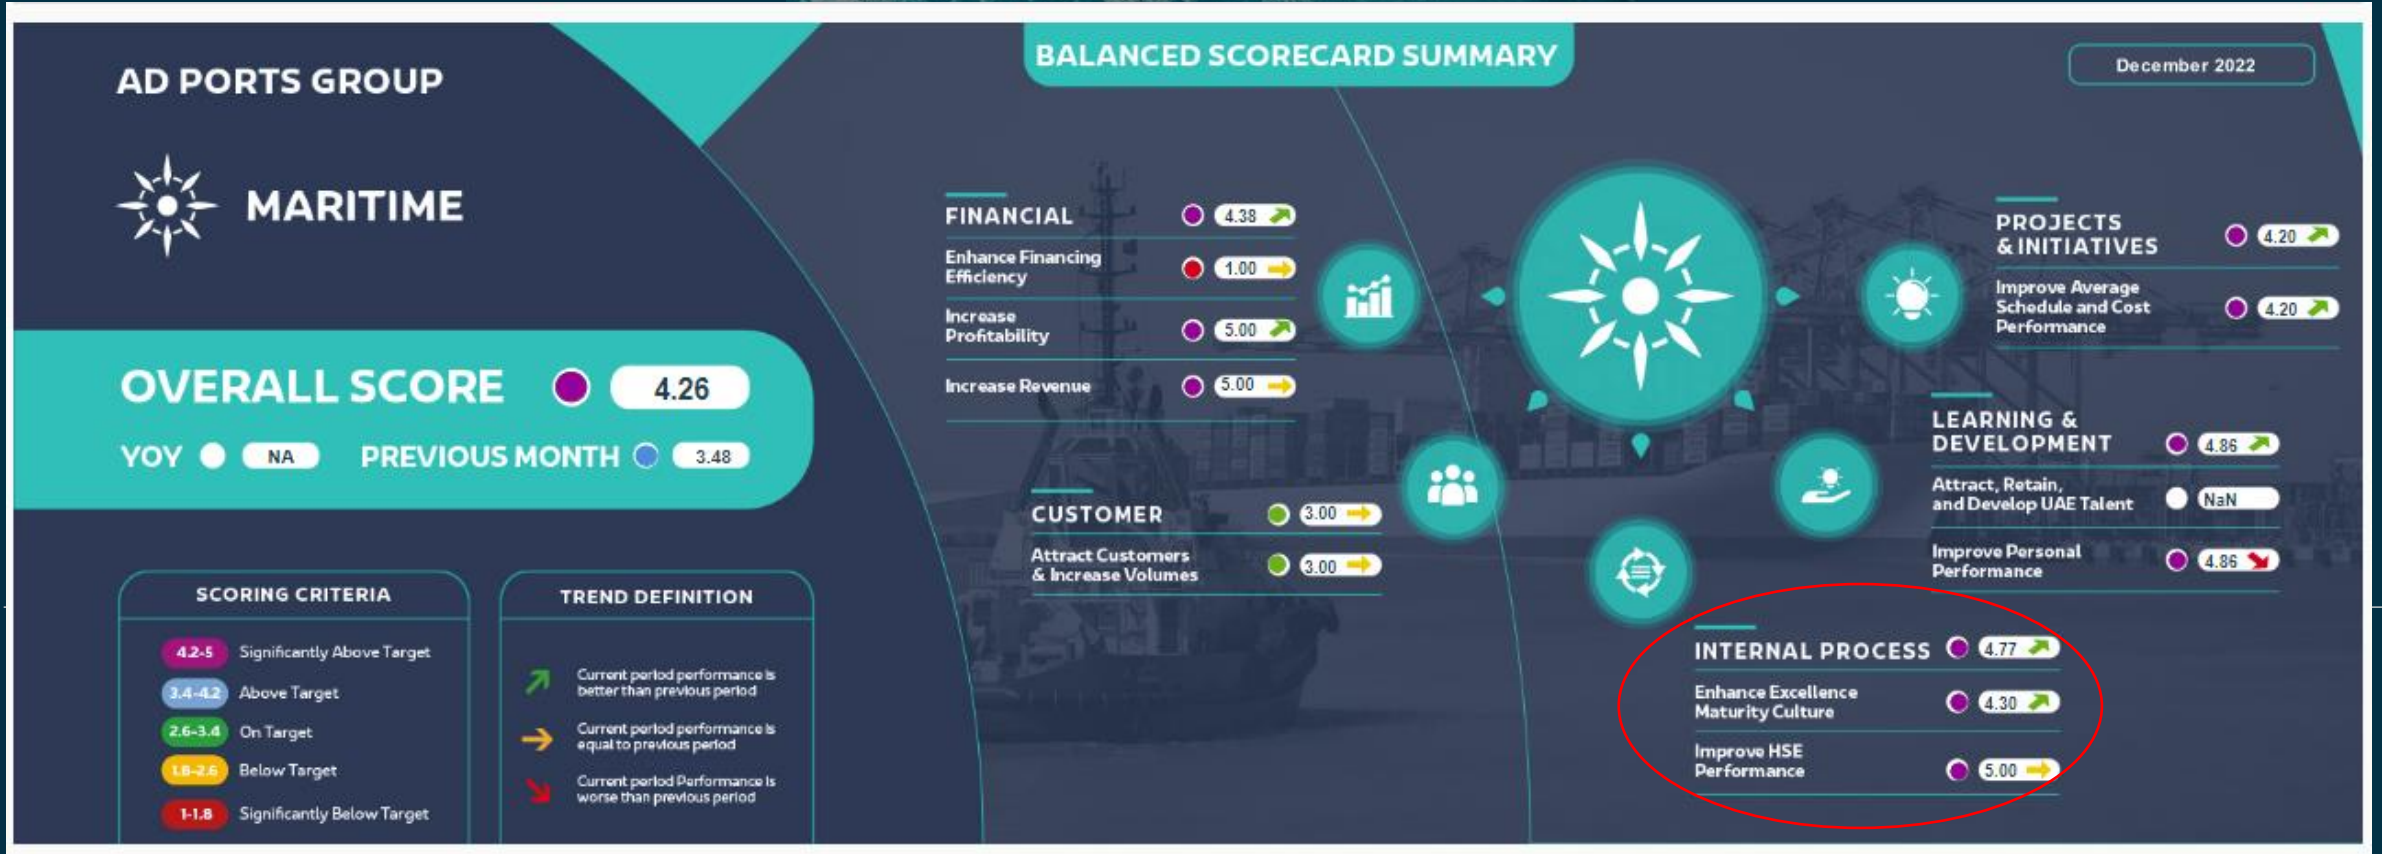 BALANCED SCORECARD SUMMARY
December 2022
AD PORTS GROUP
MARITIME
OVERALL SCORE 4.26
YOY NA PREVIOUS MONTH 3.48
SCORING CRITERIA
4.2-5 Significantly Above Target
3.4-4.2 Above Target
2.6-3.4 On Target
1.8-2.6 Below Target
1-1.8 Significantly Below Target
TREND DEFINITION
Current period performance is
better than previous period
Current period performance is
equal to previous period
Current period Performance is
worse than previous period
FINANCIAL 4.38
Enhance Financing
Efficiency 1.00
Increase
Profitability 5.00
Increase Revenue 5.00
CUSTOMER 3.00
Attract Customers
& Increase Volumes 3.00
PROJECTS
& INITIATIVES 4.20
Improve Average
Schedule and Cost 4.20
Performance
LEARNING &
DEVELOPMENT 4.86
Attract, Retain,
and Develop UAE Talent NaN
Improve Personal
Performance 4.86
INTERNAL PROCESS 4.77
Enhance Excellence
Maturity Culture 4.30
Improve HSE
Performance 5.00